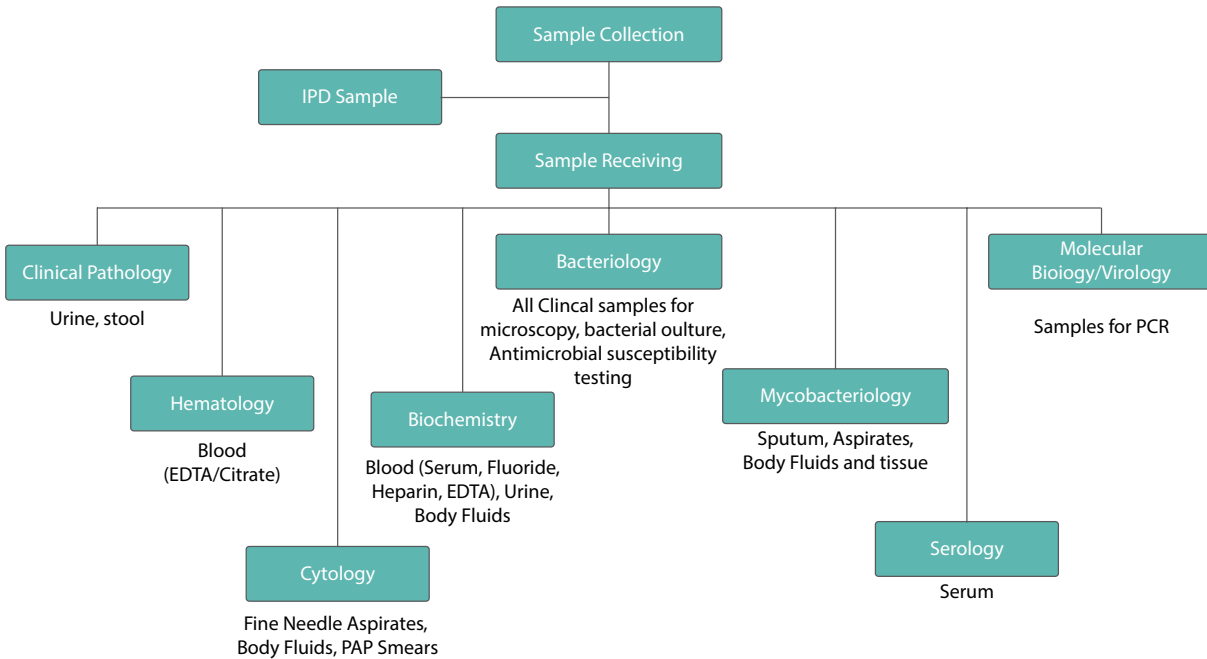 Sample Collection
IPD Sample
Sample Receiving
Clinical Pathology
Urine, stool
Hematology
Blood
(EDTA/Citrate)
Cytology
Fine Needle Aspirates,
Body Fluids, PAP Smears
Biochemistry
Blood (Serum, Fluoride,
Heparin, EDTA), Urine,
Body Fluids
Bacteriology
All Clincal samples for
microscopy, bacterial oulture,
Antimicrobial susceptibility
testing
Mycobacteriology
Sputum, Aspirates,
Body Fluids and tissue
Serology
Serum
Molecular
Bioiogy/Virology
Samples for PCR